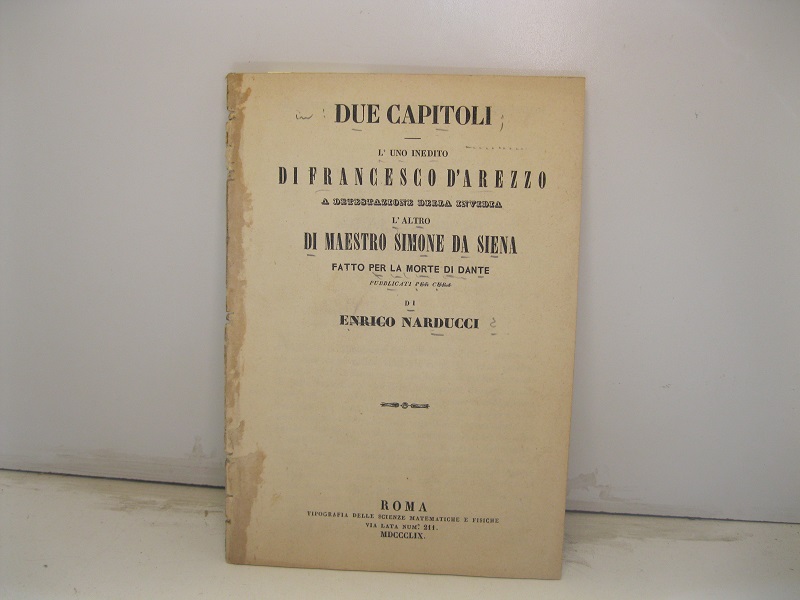 DUE CAPITOLI
L' UNO INEDITO
DI FRANCESCO D'AREZZO
A DETESTAZIONE DELLA INVIDIA
L'ALTRO
DI MAESTRO SIMONE DA SIENA
FATTO PER LA MORTE DI DANTE
PUBBLICATI PER CURA
DI
ENRICO NARDUCCI
ROMA
TIPOGRAFIA DELLE SCIENZE MATEMATICHE E FISICHE
VIA LATA NUM.° 211.
MDCCCLIX.